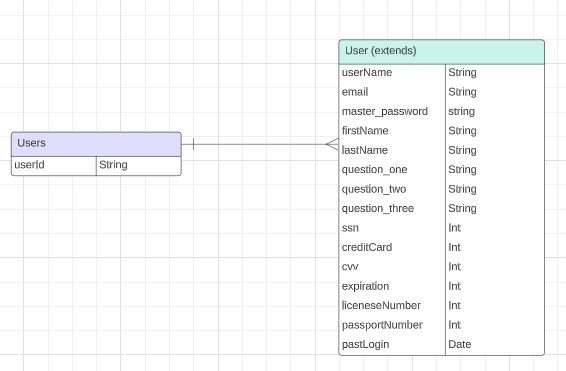 Users
userId String
User (extends)
userName String
email String
master_password string
firstName String
lastName String
question_one String
question_two String
question_three String
ssn Int
creditCard Int
cvv Int
expiration Int
liceneseNumber Int
passportNumber Int
pastLogin Date